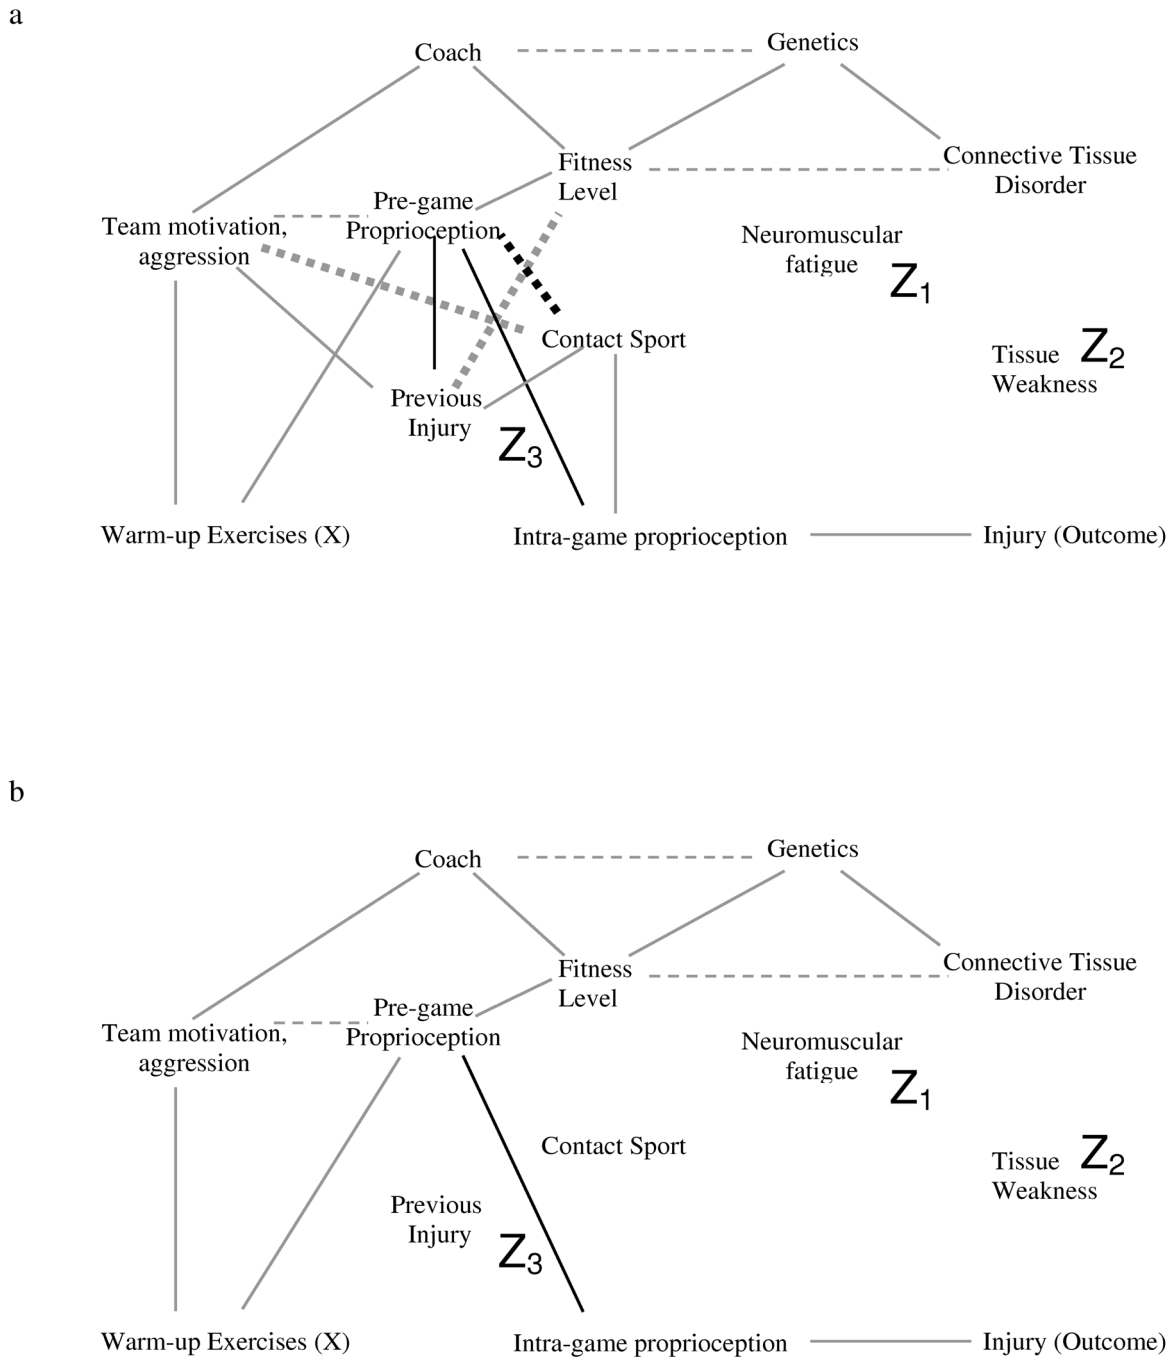 a
Coach
Genetics
Fitness
Level
Connective Tissue
Disorder
Pre-game
Proprioception
Team motivation,
aggression
Neuromuscular
fatigue
Z1
Contact Sport
Tissue
Weakness
Z2
Previous
Injury
Z3
Warm-up Exercises (X)
Intra-game proprioception
Injury (Outcome)
b
Coach
Genetics
Fitness
Level
Connective Tissue
Disorder
Pre-game
Proprioception
Team motivation,
aggression
Neuromuscular
fatigue
Z1
Contact Sport
Tissue
Weakness
Z2
Previous
Injury
Z3
Warm-up Exercises (X)
Intra-game proprioception
Injury (Outcome)